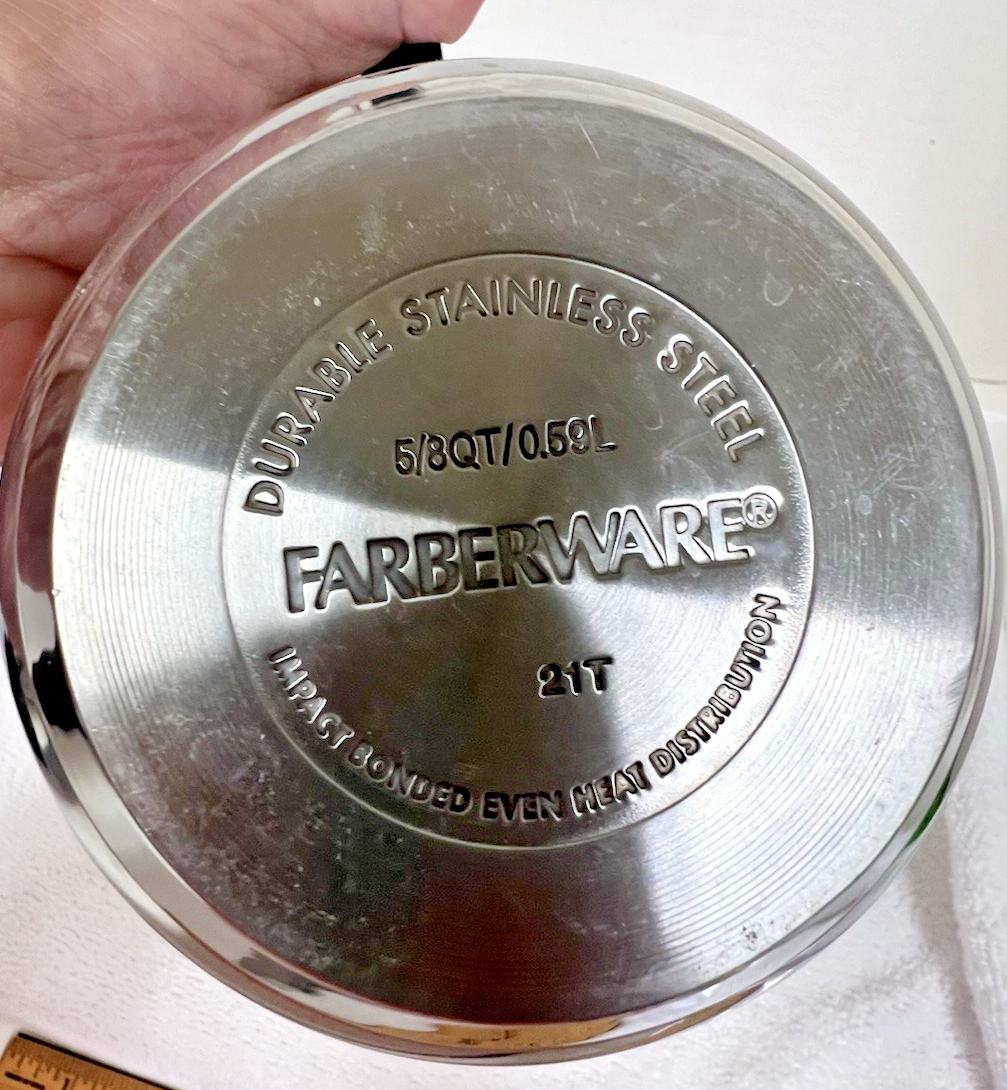 DURABLE STAINLESS STEEL
5/8QT/0.59L
FARBERWARE®
21T
IMPACT BONDED EVEN HEAT DISTRIBUTION